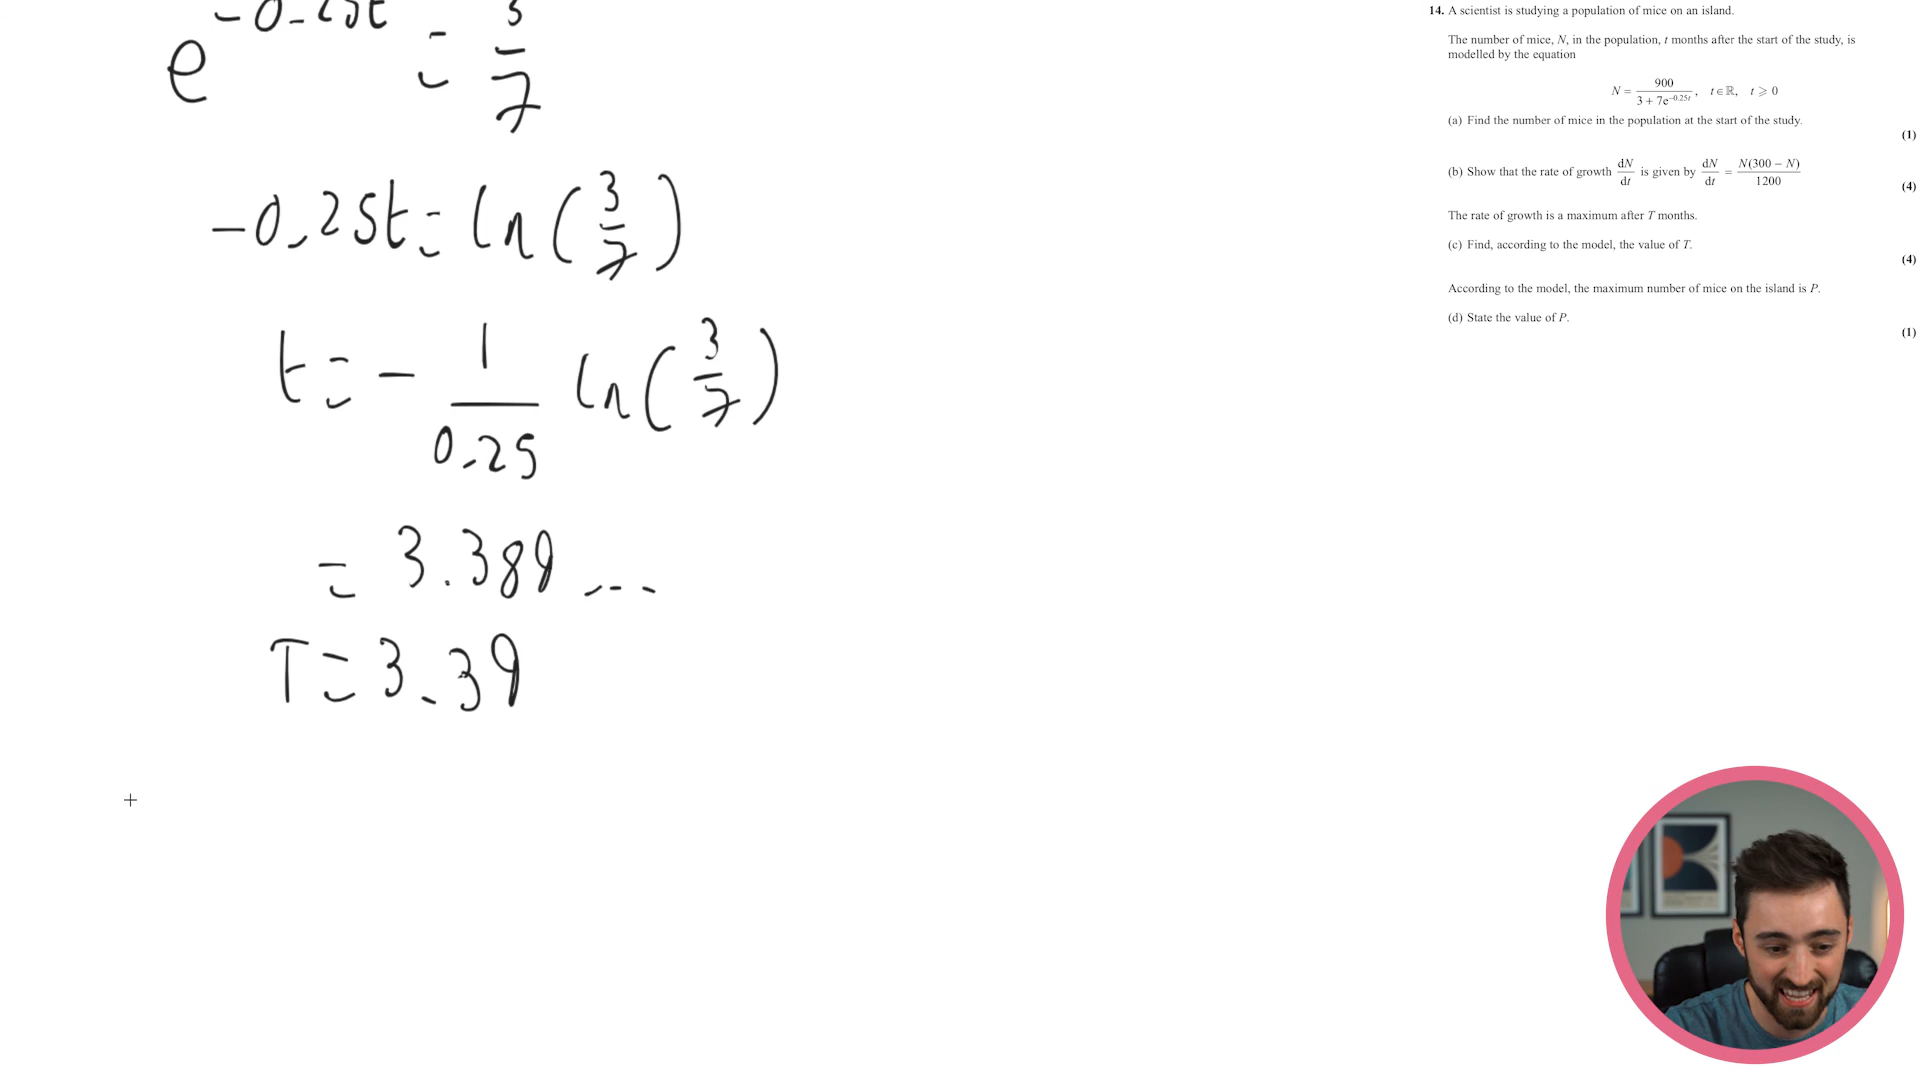 e^{-0.25t} = 3/7
-0.25t = ln(3/7)
t = - 1/0.25 ln(3/7)
= 3.389...
T = 3.39
14. A scientist is studying a population of mice on an island.
The number of mice, N, in the population, t months after the start of the study, is
modelled by the equation
N = 900/(3 + 7e^{-0.25t}), t ∈ ℝ, t ⩾ 0
(a) Find the number of mice in the population at the start of the study.
(1)
(b) Show that the rate of growth dN/dt is given by dN/dt = N(300 – N)/1200
(4)
The rate of growth is a maximum after T months.
(c) Find, according to the model, the value of T.
(4)
According to the model, the maximum number of mice on the island is P.
(d) State the value of P.
(1)